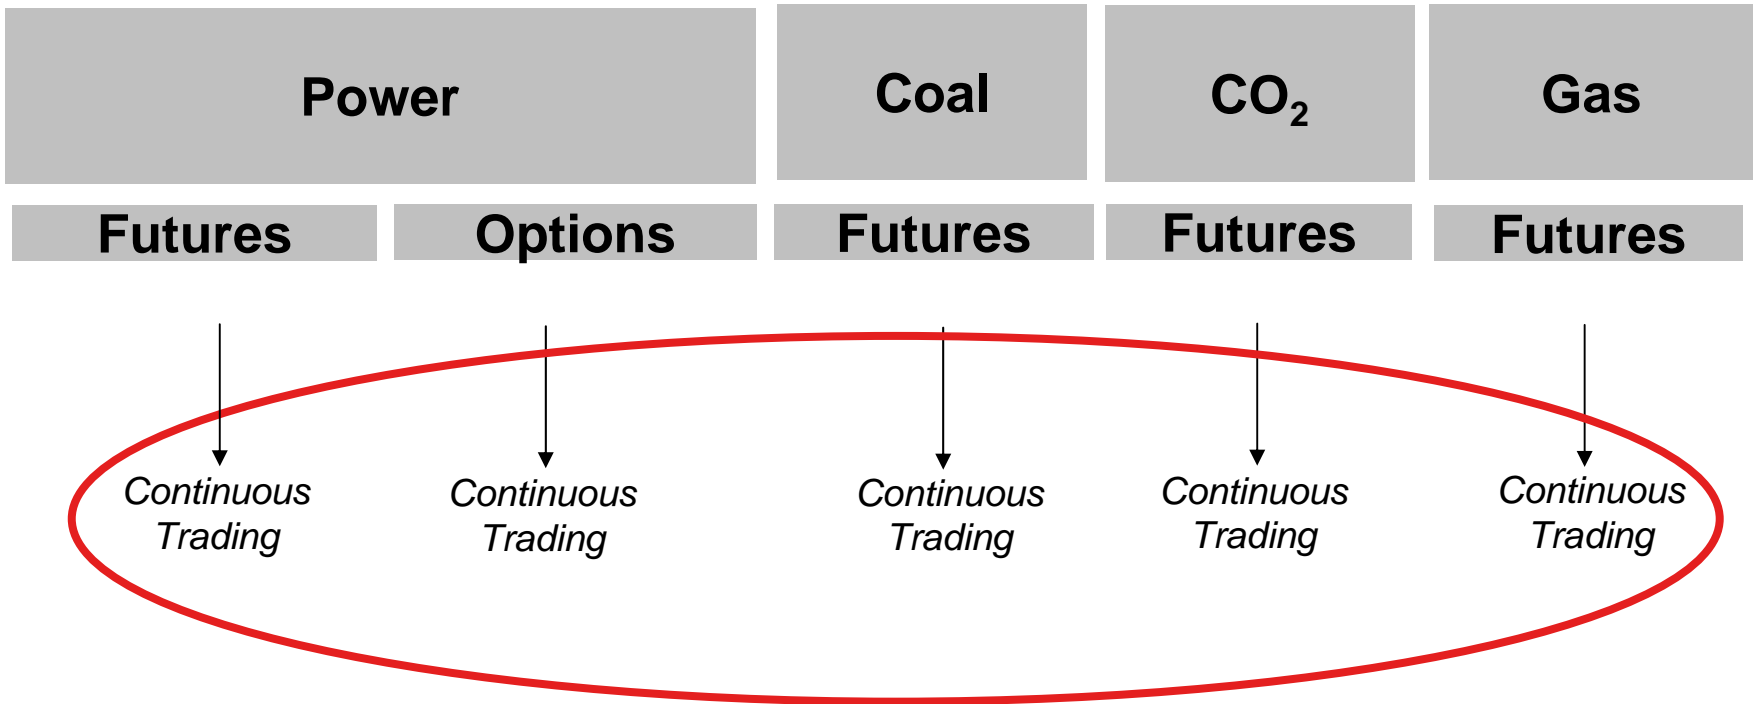 Power
Coal
CO₂
Gas
Futures
Options
Futures
Futures
Futures
Continuous
Trading
Continuous
Trading
Continuous
Trading
Continuous
Trading
Continuous
Trading